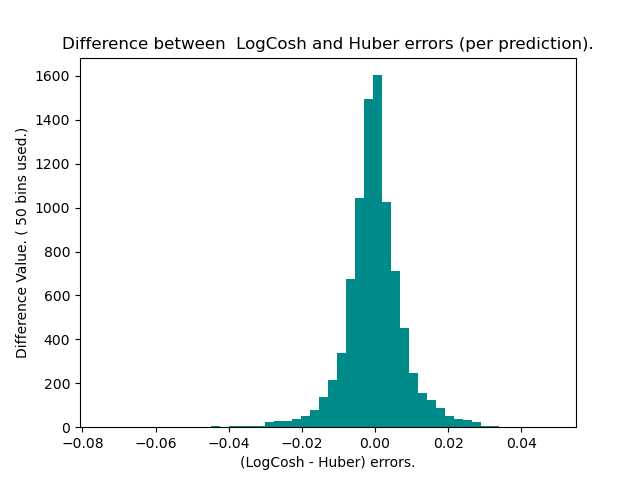 Difference between  LogCosh and Huber errors (per prediction).
1600
1400
1200
1000
800
600
400
200
0
Difference Value. ( 50 bins used.)
−0.08 −0.06 −0.04 −0.02 0.00 0.02 0.04
(LogCosh - Huber) errors.